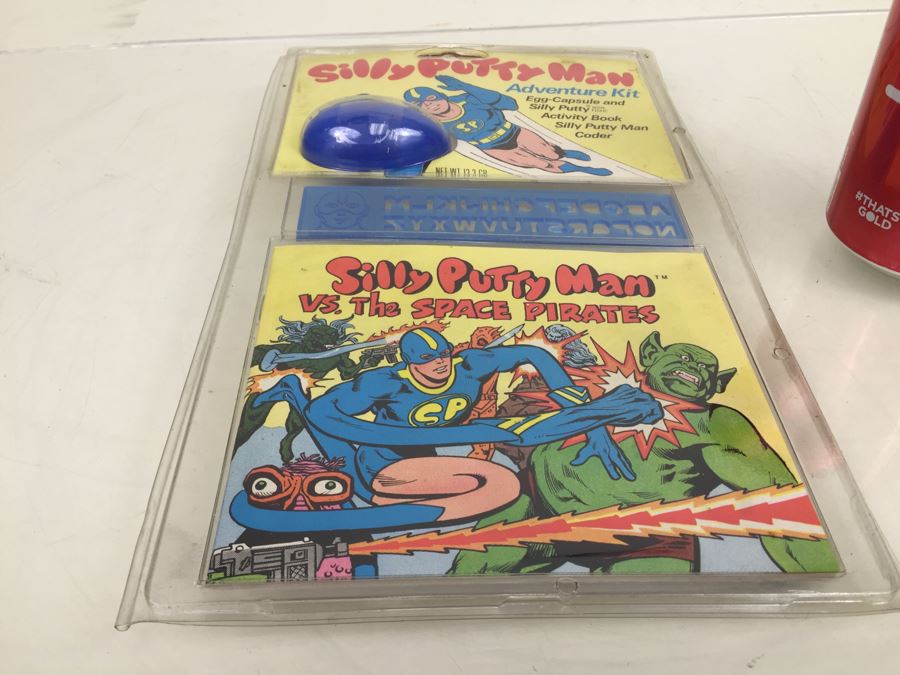 Silly Putty Man
Adventure Kit
Egg-Capsule and
Silly Putty
Activity Book
Silly Putty Man
Coder
SP
NET WT 13.3 GR
ABCDEFGHIJKLM
NOPQRSTUVWXYZ
Silly Putty Man™
VS. The SPACE PIRATES
SP
#THATS
GOLD